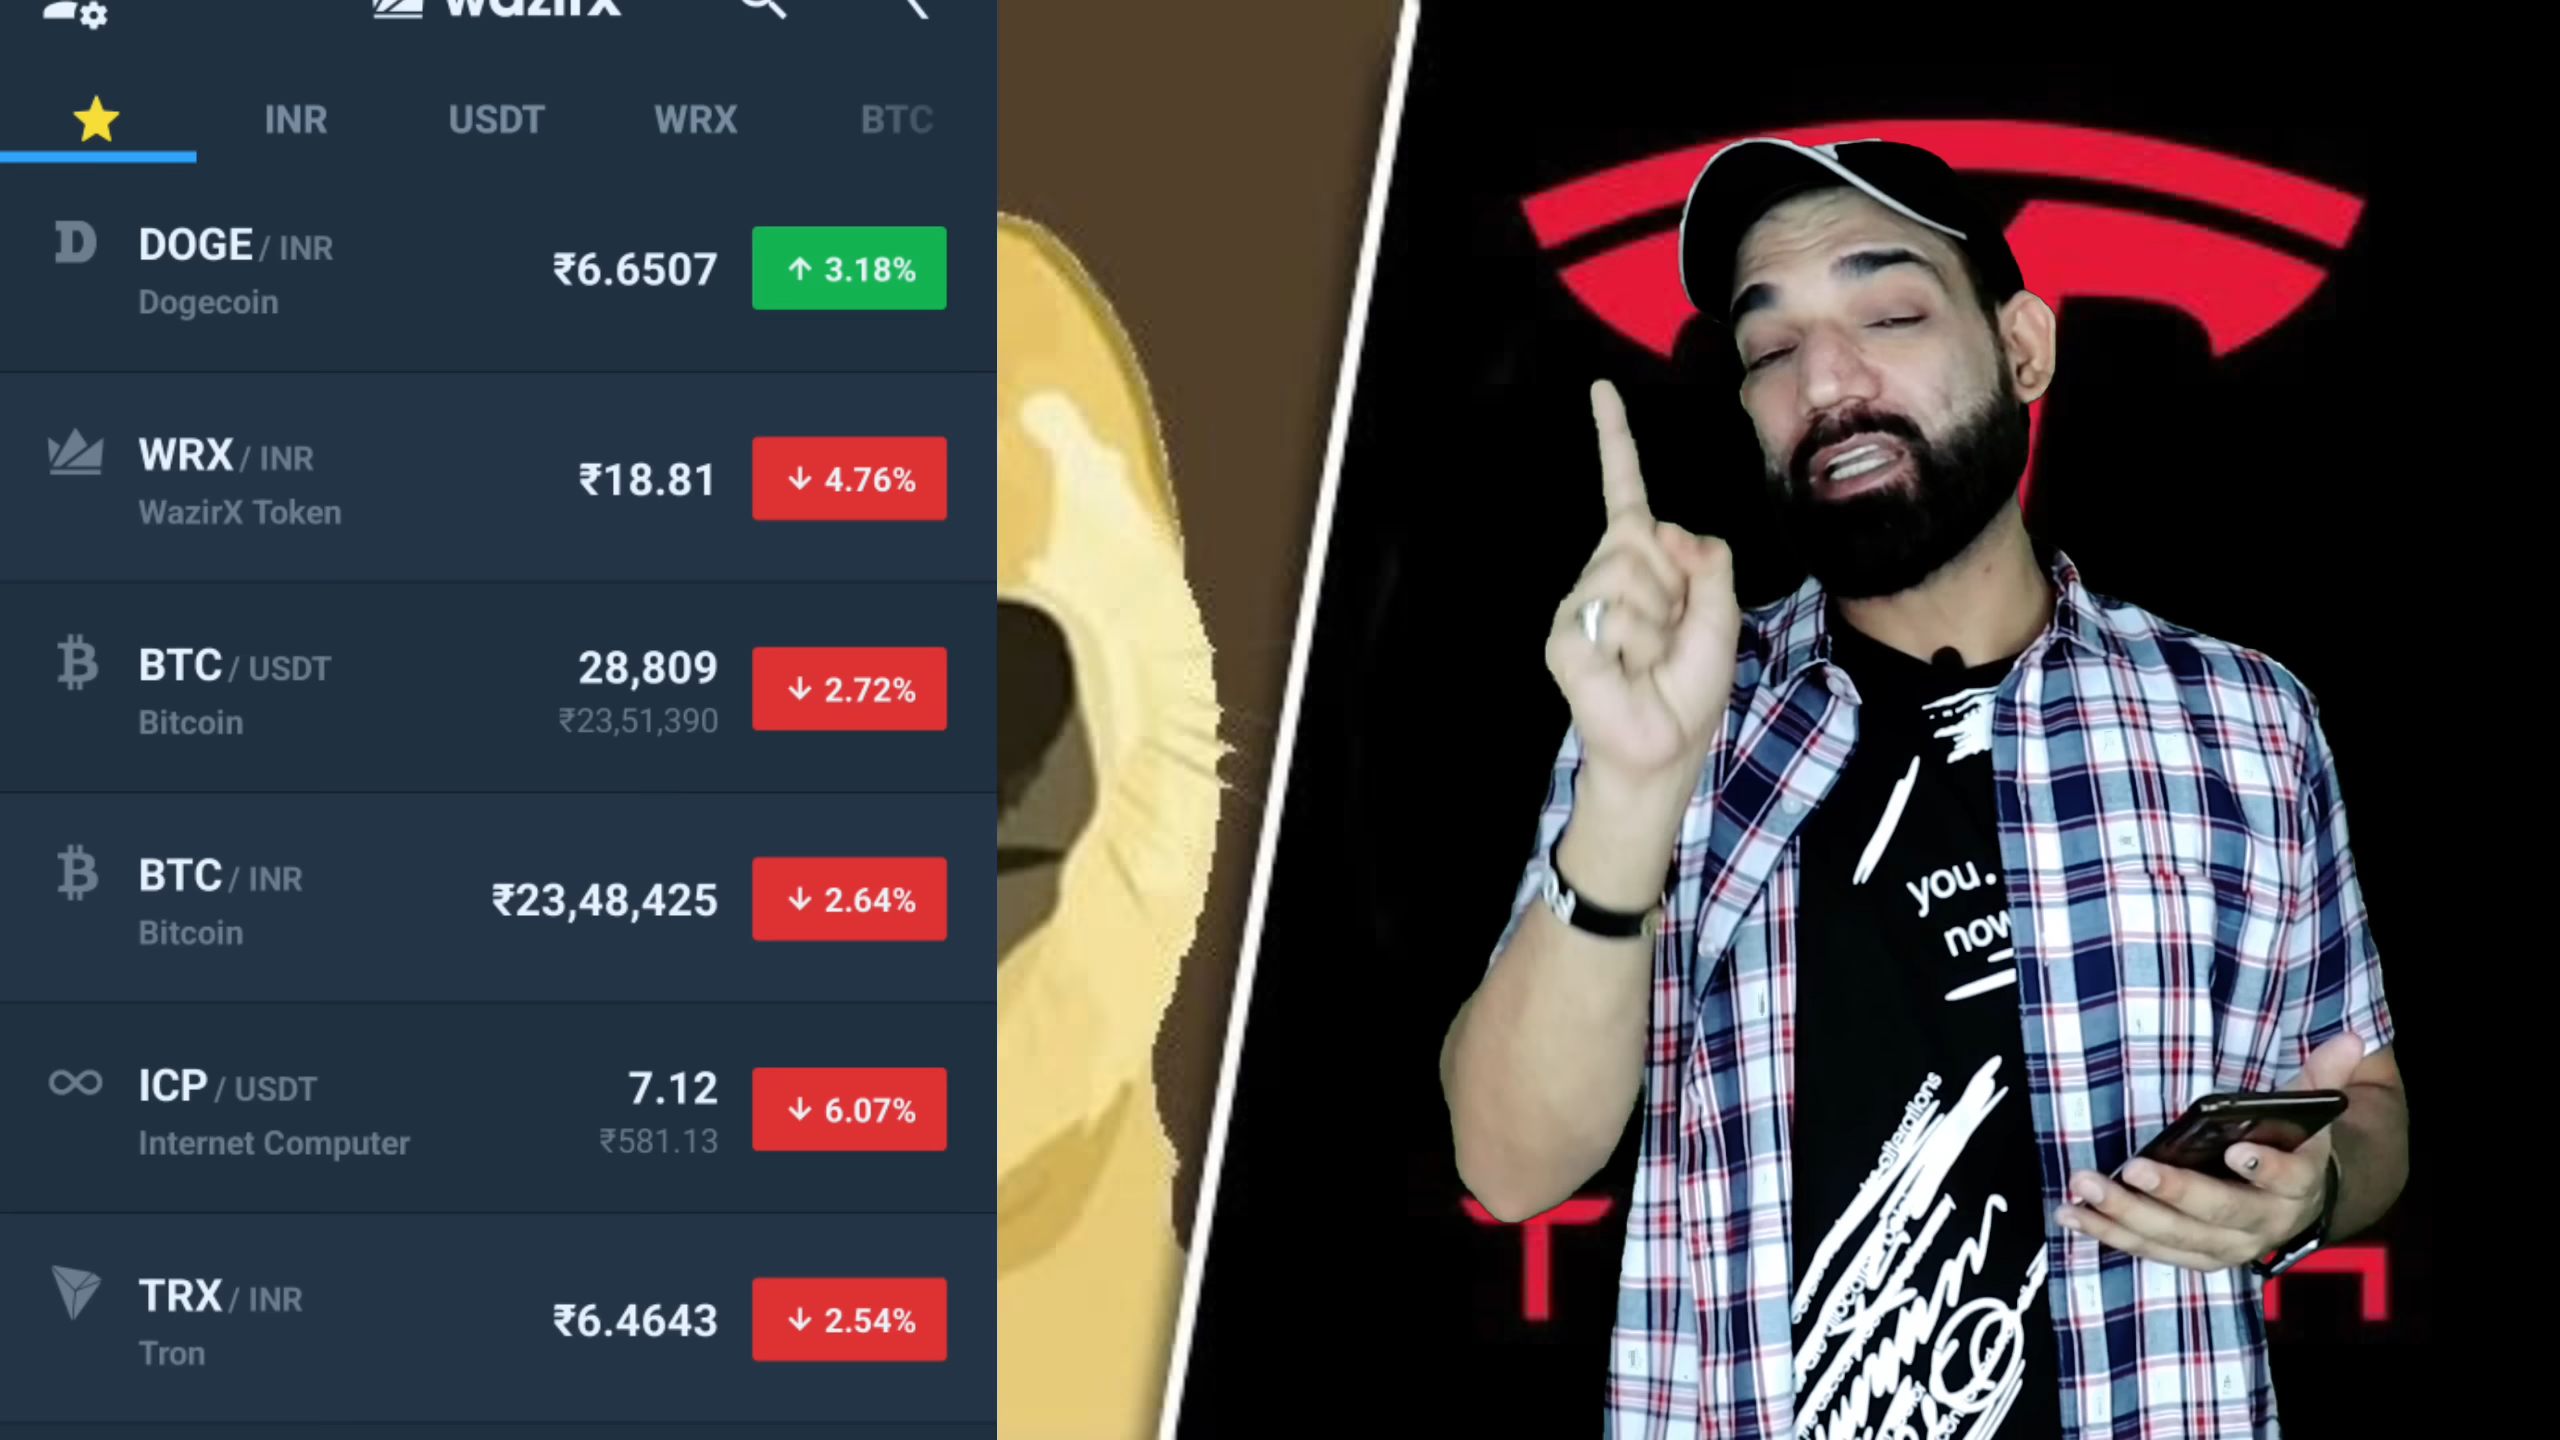 wazirx
INR USDT WRX BTC
DOGE / INR
Dogecoin
₹6.6507
↑ 3.18%
WRX / INR
WazirX Token
₹18.81
↓ 4.76%
BTC / USDT
Bitcoin
28,809
₹23,51,390
↓ 2.72%
BTC / INR
Bitcoin
₹23,48,425
↓ 2.64%
ICP / USDT
Internet Computer
7.12
₹581.13
↓ 6.07%
TRX / INR
Tron
₹6.4643
↓ 2.54%
you.
now
alterations